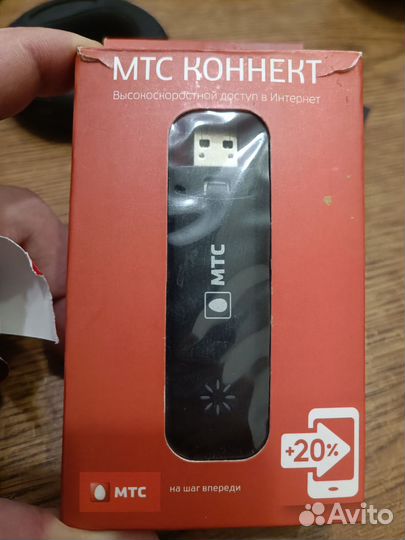 МТС КОННЕКТ
Высокоскоростной доступ в Интернет
МТС
+20%
МТС
на шаг впереди
Avito